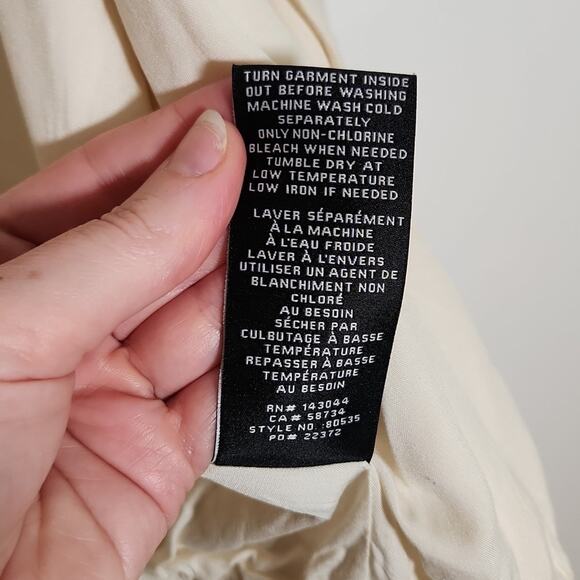 TURN GARMENT INSIDE
OUT BEFORE WASHING
MACHINE WASH COLD
SEPARATELY
ONLY NON-CHLORINE
BLEACH WHEN NEEDED
TUMBLE DRY AT
LOW TEMPERATURE
LOW IRON IF NEEDED
LAVER SÉPARÉMENT
À LA MACHINE
À L'EAU FROIDE
LAVER À L'ENVERS
UTILISER UN AGENT DE
BLANCHIMENT NON
CHLORÉ
AU BESOIN
SÉCHER PAR
CULBUTAGE À BASSE
TEMPÉRATURE
REPASSER À BASSE
TEMPÉRATURE
AU BESOIN
RN# 143044
CA# 58734
STYLE NO :80535
PO# 22372